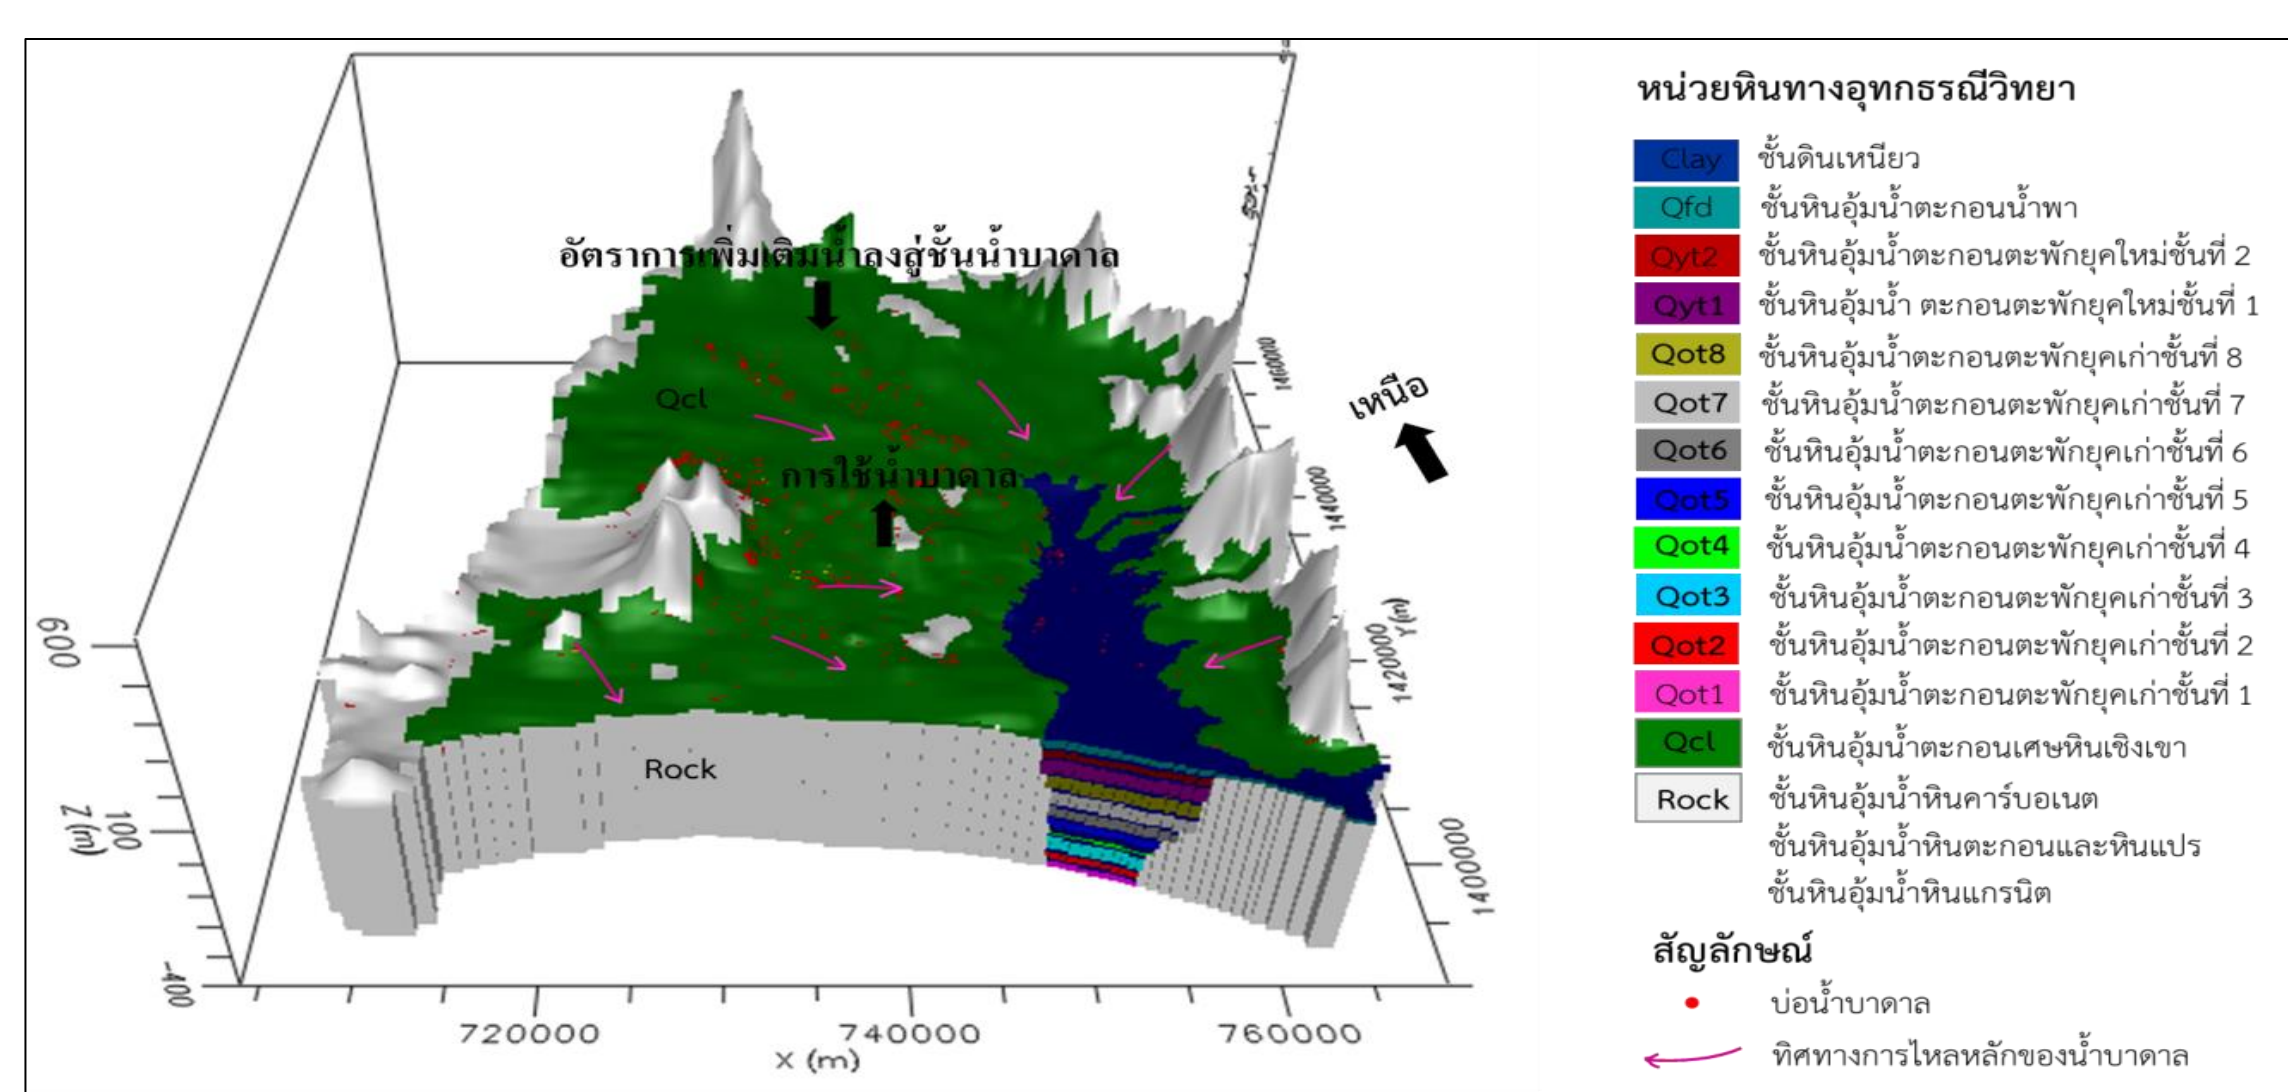 อัตราการเพิ่มเติมน้ำลงสู่ชั้นน้ำบาดาล
Qcl
การใช้น้ำบาดาล
Rock
เหนือ
600
100
-400
Z (m)
720000
740000
760000
X (m)
1400000
1420000
1440000
1460000
Y (m)
หน่วยหินทางอุทกธรณีวิทยา
Clay ชั้นดินเหนียว
Qfd ชั้นหินอุ้มน้ำตะกอนน้ำพา
Qyt2 ชั้นหินอุ้มน้ำตะกอนตะพักยุคใหม่ชั้นที่ 2
Qyt1 ชั้นหินอุ้มน้ำ ตะกอนตะพักยุคใหม่ชั้นที่ 1
Qot8 ชั้นหินอุ้มน้ำตะกอนตะพักยุคเก่าชั้นที่ 8
Qot7 ชั้นหินอุ้มน้ำตะกอนตะพักยุคเก่าชั้นที่ 7
Qot6 ชั้นหินอุ้มน้ำตะกอนตะพักยุคเก่าชั้นที่ 6
Qot5 ชั้นหินอุ้มน้ำตะกอนตะพักยุคเก่าชั้นที่ 5
Qot4 ชั้นหินอุ้มน้ำตะกอนตะพักยุคเก่าชั้นที่ 4
Qot3 ชั้นหินอุ้มน้ำตะกอนตะพักยุคเก่าชั้นที่ 3
Qot2 ชั้นหินอุ้มน้ำตะกอนตะพักยุคเก่าชั้นที่ 2
Qot1 ชั้นหินอุ้มน้ำตะกอนตะพักยุคเก่าชั้นที่ 1
Qcl ชั้นหินอุ้มน้ำตะกอนเศษหินเชิงเขา
Rock ชั้นหินอุ้มน้ำหินคาร์บอเนต
ชั้นหินอุ้มน้ำหินตะกอนและหินแปร
ชั้นหินอุ้มน้ำหินแกรนิต
สัญลักษณ์
บ่อน้ำบาดาล
ทิศทางการไหลหลักของน้ำบาดาล